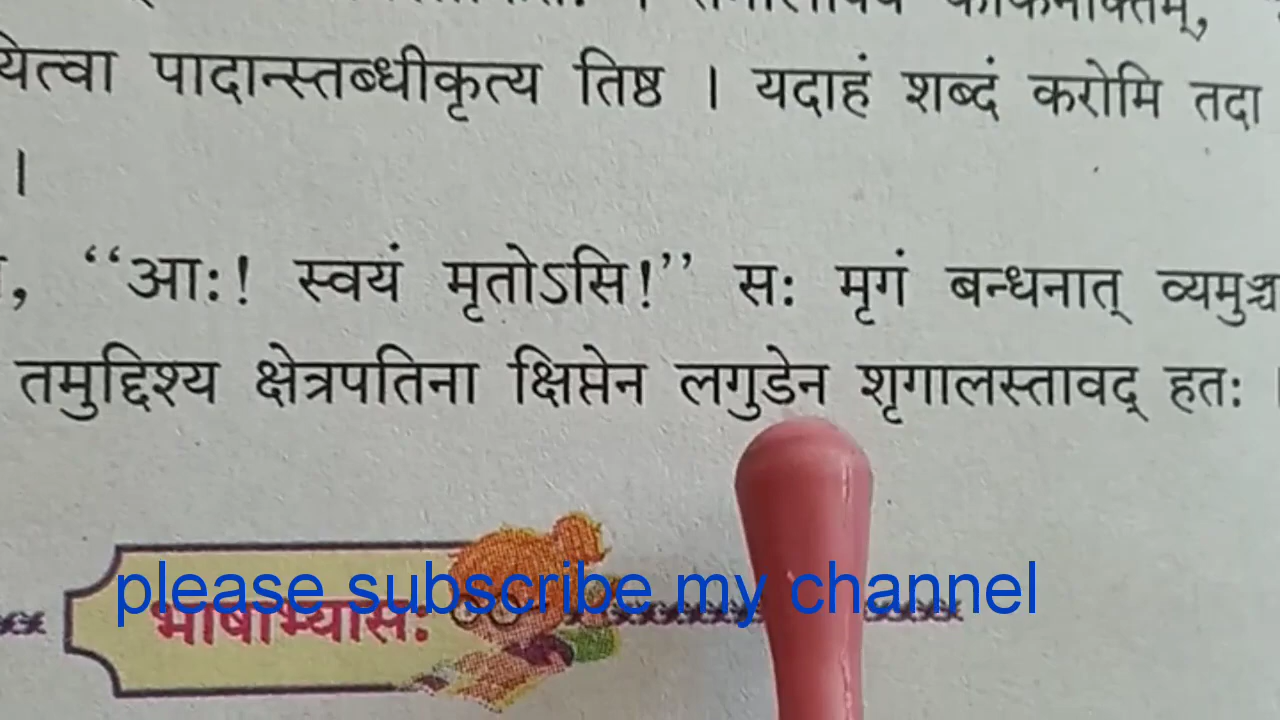 पादान्स्तब्धीकृत्य तिष्ठ । यदाहं शब्दं करोमि तदा
।
“आः! स्वयं मृतोऽसि!” सः मृगं बन्धनात् व्यमुञ्च
तमुद्दिश्य क्षेत्रपतिना क्षिप्तेन लगुडेन शृगालस्तावद् हतः ।
please subscribe my channel
भाषाभ्यासः